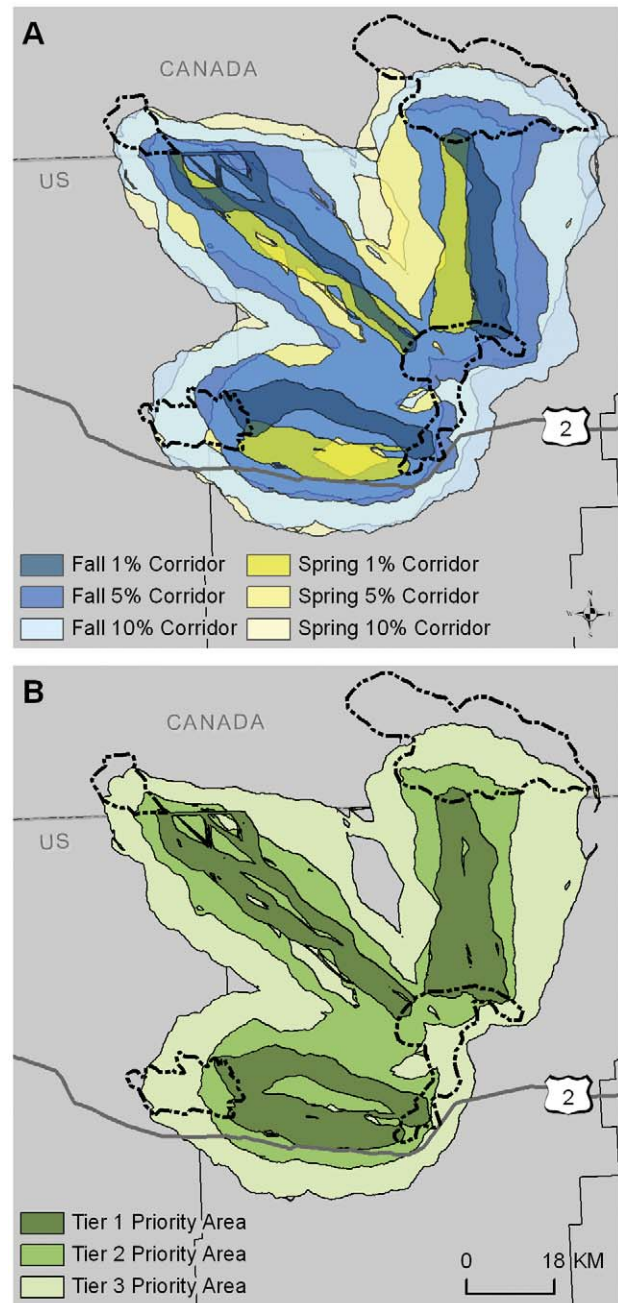 A
CANADA
US
2
Fall 1% Corridor
Spring 1% Corridor
Fall 5% Corridor
Spring 5% Corridor
Fall 10% Corridor
Spring 10% Corridor
N
W E
S
B
CANADA
US
2
Tier 1 Priority Area
Tier 2 Priority Area
Tier 3 Priority Area
0 18 KM